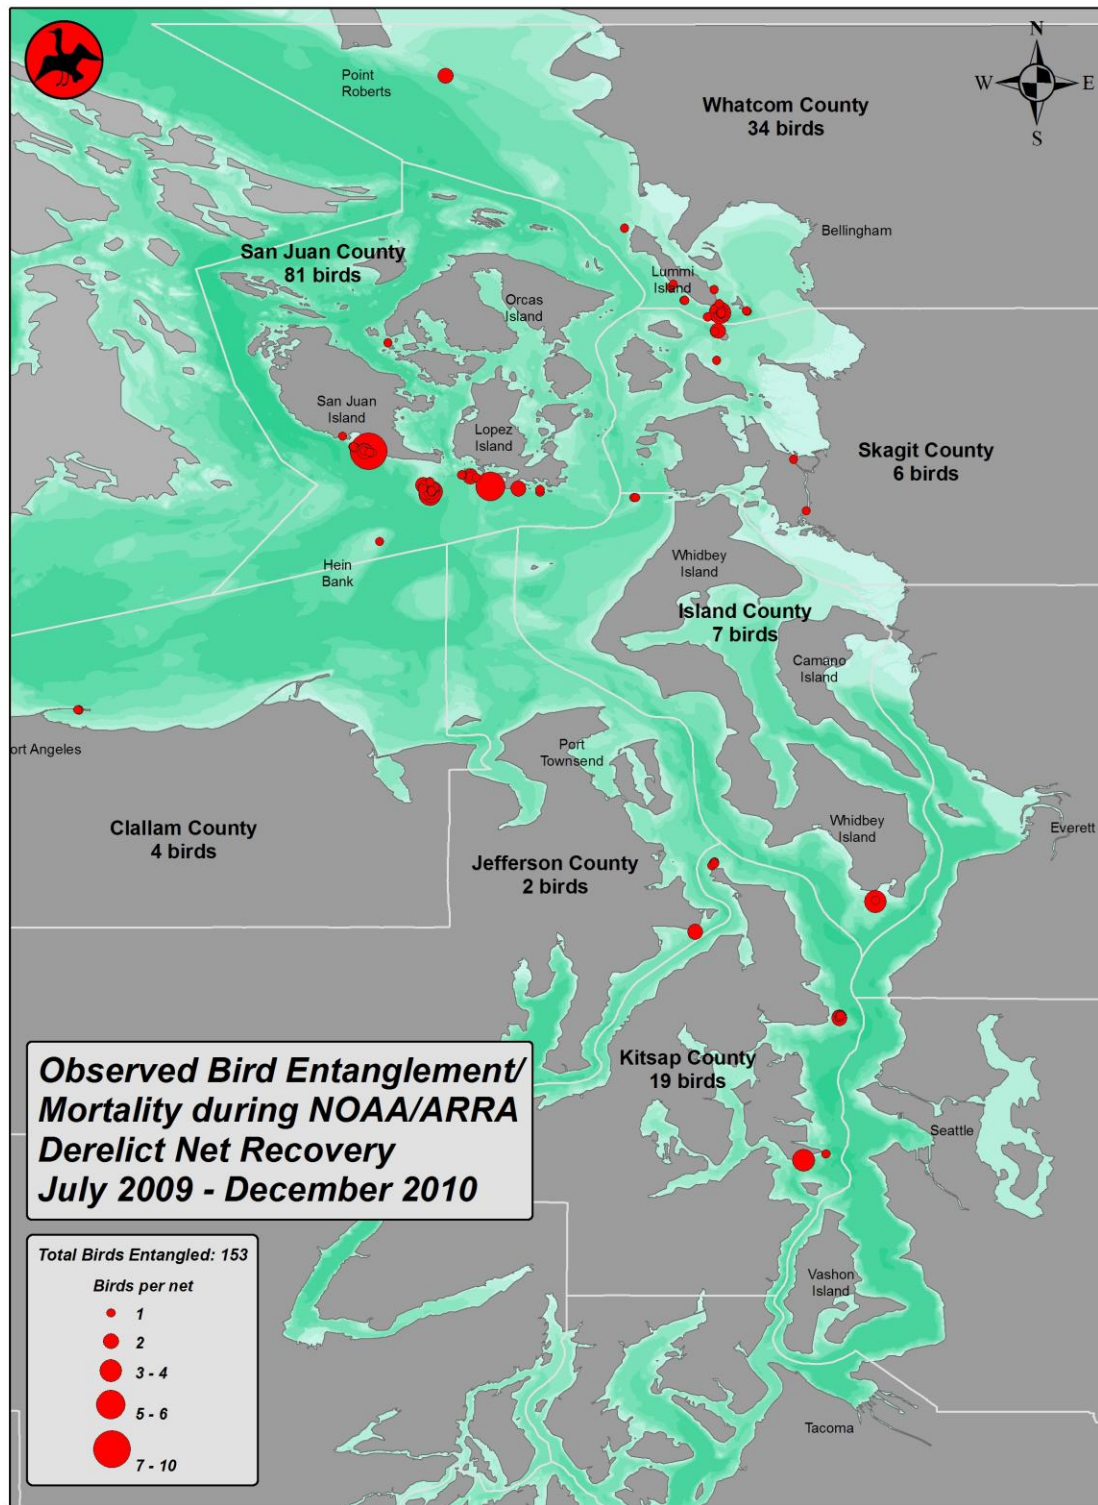 N
W E
S
Point
Roberts
Whatcom County
34 birds
Bellingham
San Juan County
81 birds
Lummi
Island
Orcas
Island
San Juan
Island
Lopez
Island
Skagit County
6 birds
Hein
Bank
Whidbey
Island
Island County
7 birds
Camano
Island
ort Angeles
Port
Townsend
Clallam County
4 birds
Whidbey
Island
Everett
Jefferson County
2 birds
Kitsap County
19 birds
Seattle
Observed Bird Entanglement/
Mortality during NOAA/ARRA
Derelict Net Recovery
July 2009 - December 2010
Total Birds Entangled: 153
Birds per net
1
2
3 - 4
5 - 6
7 - 10
Vashon
Island
Tacoma